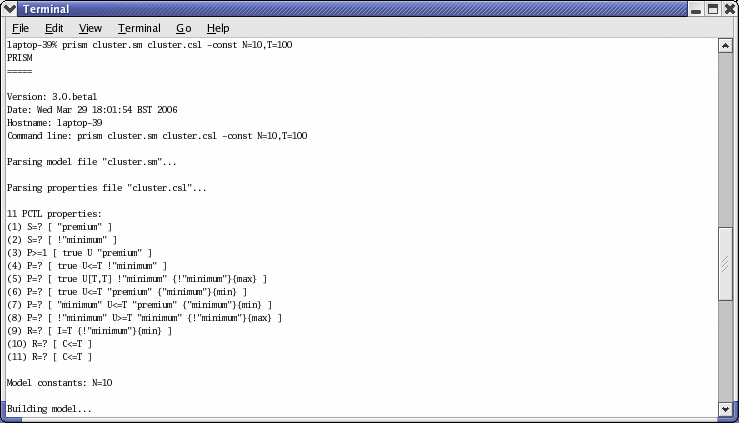 Terminal
File Edit View Terminal Go Help
laptop-39% prism cluster.sm cluster.csl -const N=10,T=100
PRISM
=====
Version: 3.0.beta1
Date: Wed Mar 29 18:01:54 BST 2006
Hostname: laptop-39
Command line: prism cluster.sm cluster.csl -const N=10,T=100
Parsing model file "cluster.sm"...
Parsing properties file "cluster.csl"...
11 PCTL properties:
(1) S=? [ "premium" ]
(2) S=? [ !"minimum" ]
(3) P>=1 [ true U "premium" ]
(4) P=? [ true U<=T !"minimum" ]
(5) P=? [ true U[T,T] !"minimum" {!"minimum"}{max} ]
(6) P=? [ true U<=T "premium" {"minimum"}{min} ]
(7) P=? [ "minimum" U<=T "premium" {"minimum"}{min} ]
(8) P=? [ !"minimum" U>=T "minimum" {!"minimum"}{max} ]
(9) R=? [ I=T {!"minimum"}{min} ]
(10) R=? [ C<=T ]
(11) R=? [ C<=T ]
Model constants: N=10
Building model...